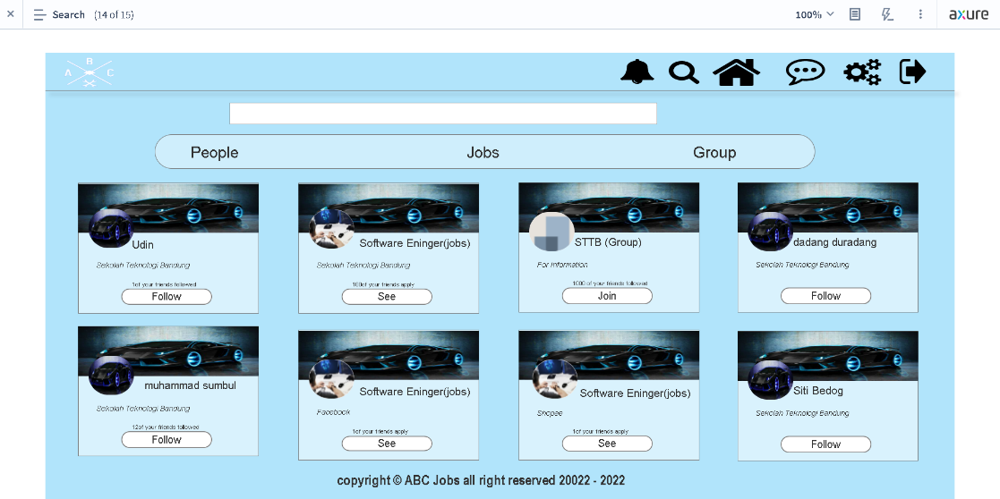 Search (14 of 15)
100%
axure
B
A C
People Jobs Group
Udin
Sekolah Teknologi Bandung
1of your friends followed
Follow
Software Eninger(jobs)
Sekolah Teknologi Bandung
100of your friends apply
See
STTB (Group)
For Information
1000 of your friends followed
Join
dadang duradang
Sekolah Teknologi Bandung
Follow
muhammad sumbul
Sekolah Teknologi Bandung
12of your friends followed
Follow
Software Eninger(jobs)
Facebook
1of your friends apply
See
Software Eninger(jobs)
Shopee
1of your friends apply
See
Siti Bedog
Sekolah Teknologi Bandung
Follow
copyright © ABC Jobs all right reserved 20022 - 2022